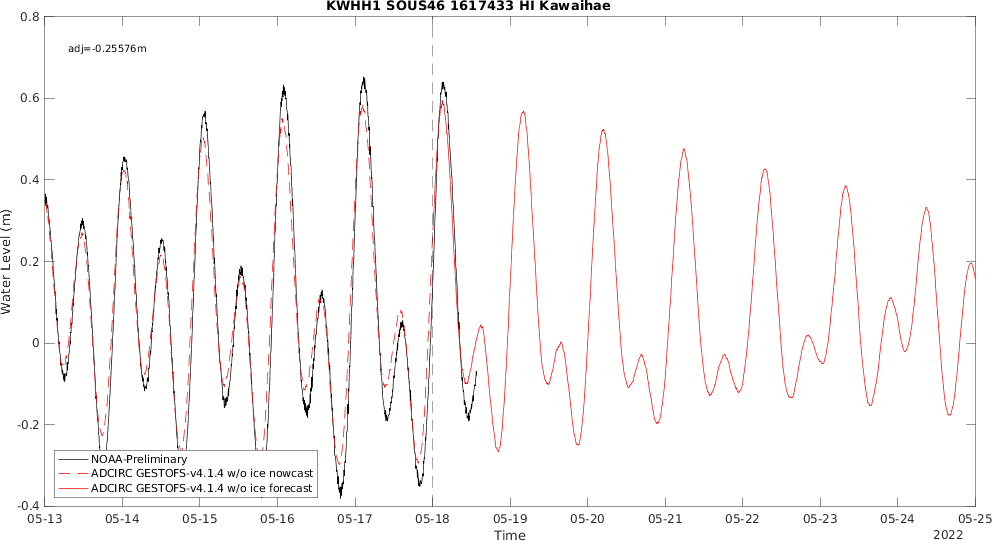 KWHH1 SOUS46 1617433 HI Kawaihae
adj=-0.25576m
Water Level (m)
0.8
0.6
0.4
0.2
0
-0.2
-0.4
NOAA-Preliminary
ADCIRC GESTOFS-v4.1.4 w/o ice nowcast
ADCIRC GESTOFS-v4.1.4 w/o ice forecast
05-13 05-14 05-15 05-16 05-17 05-18 05-19 05-20 05-21 05-22 05-23 05-24 05-25
Time
2022